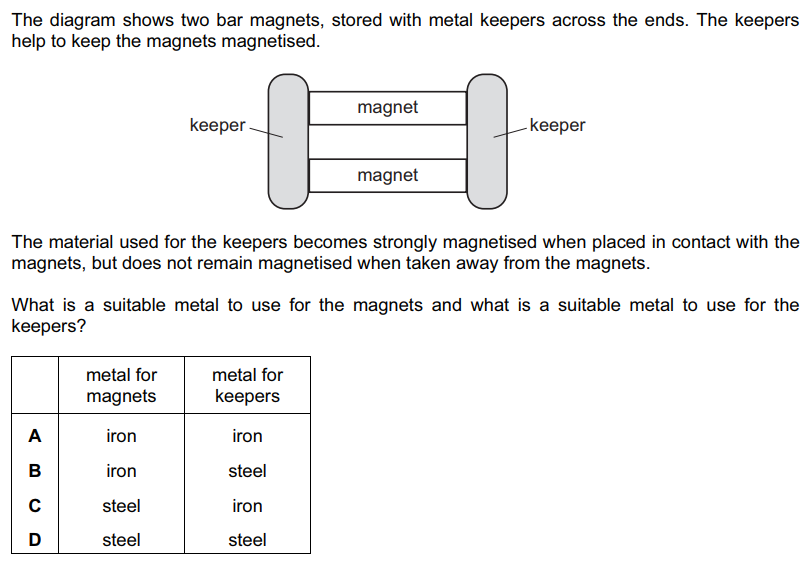 The diagram shows two bar magnets, stored with metal keepers across the ends. The keepers
help to keep the magnets magnetised.
magnet
keeper
keeper
magnet
The material used for the keepers becomes strongly magnetised when placed in contact with the
magnets, but does not remain magnetised when taken away from the magnets.
What is a suitable metal to use for the magnets and what is a suitable metal to use for the
keepers?
metal for magnets metal for keepers
A iron iron
B iron steel
C steel iron
D steel steel